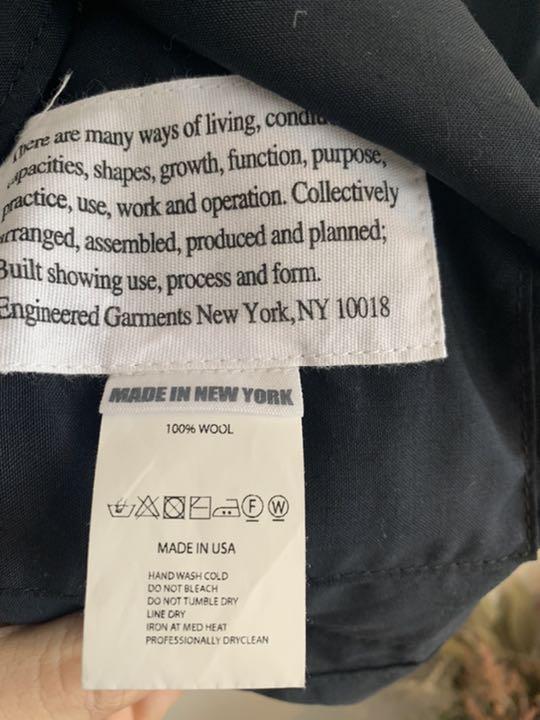 There are many ways of living, condit
capacities, shapes, growth, function, purpose,
practice, use, work and operation. Collectively
arranged, assembled, produced and planned;
Built showing use, process and form.
Engineered Garments New York, NY 10018
MADE IN NEW YORK
100% WOOL
F W
MADE IN USA
HAND WASH COLD
DO NOT BLEACH
DO NOT TUMBLE DRY
LINE DRY
IRON AT MED HEAT
PROFESSIONALLY DRYCLEAN